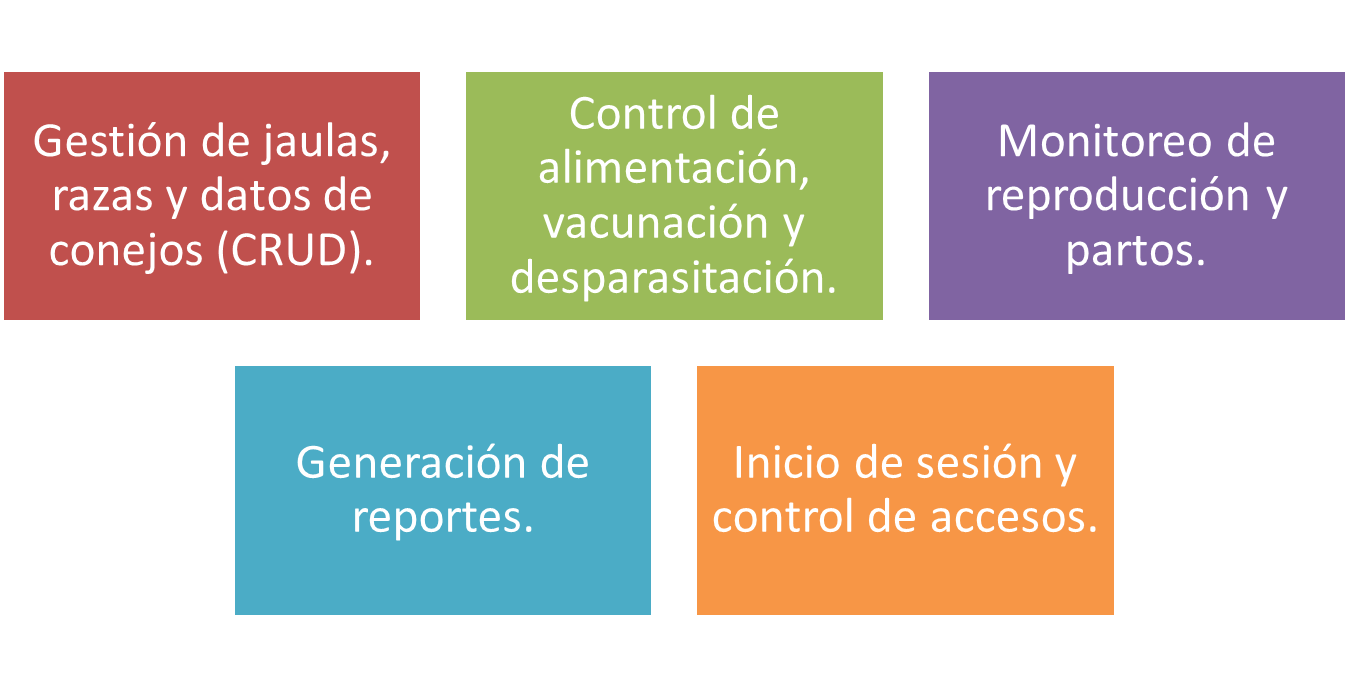 Gestión de jaulas,
razas y datos de
conejos (CRUD).
Control de
alimentación,
vacunación y
desparasitación.
Monitoreo de
reproducción y
partos.
Generación de
reportes.
Inicio de sesión y
control de accesos.